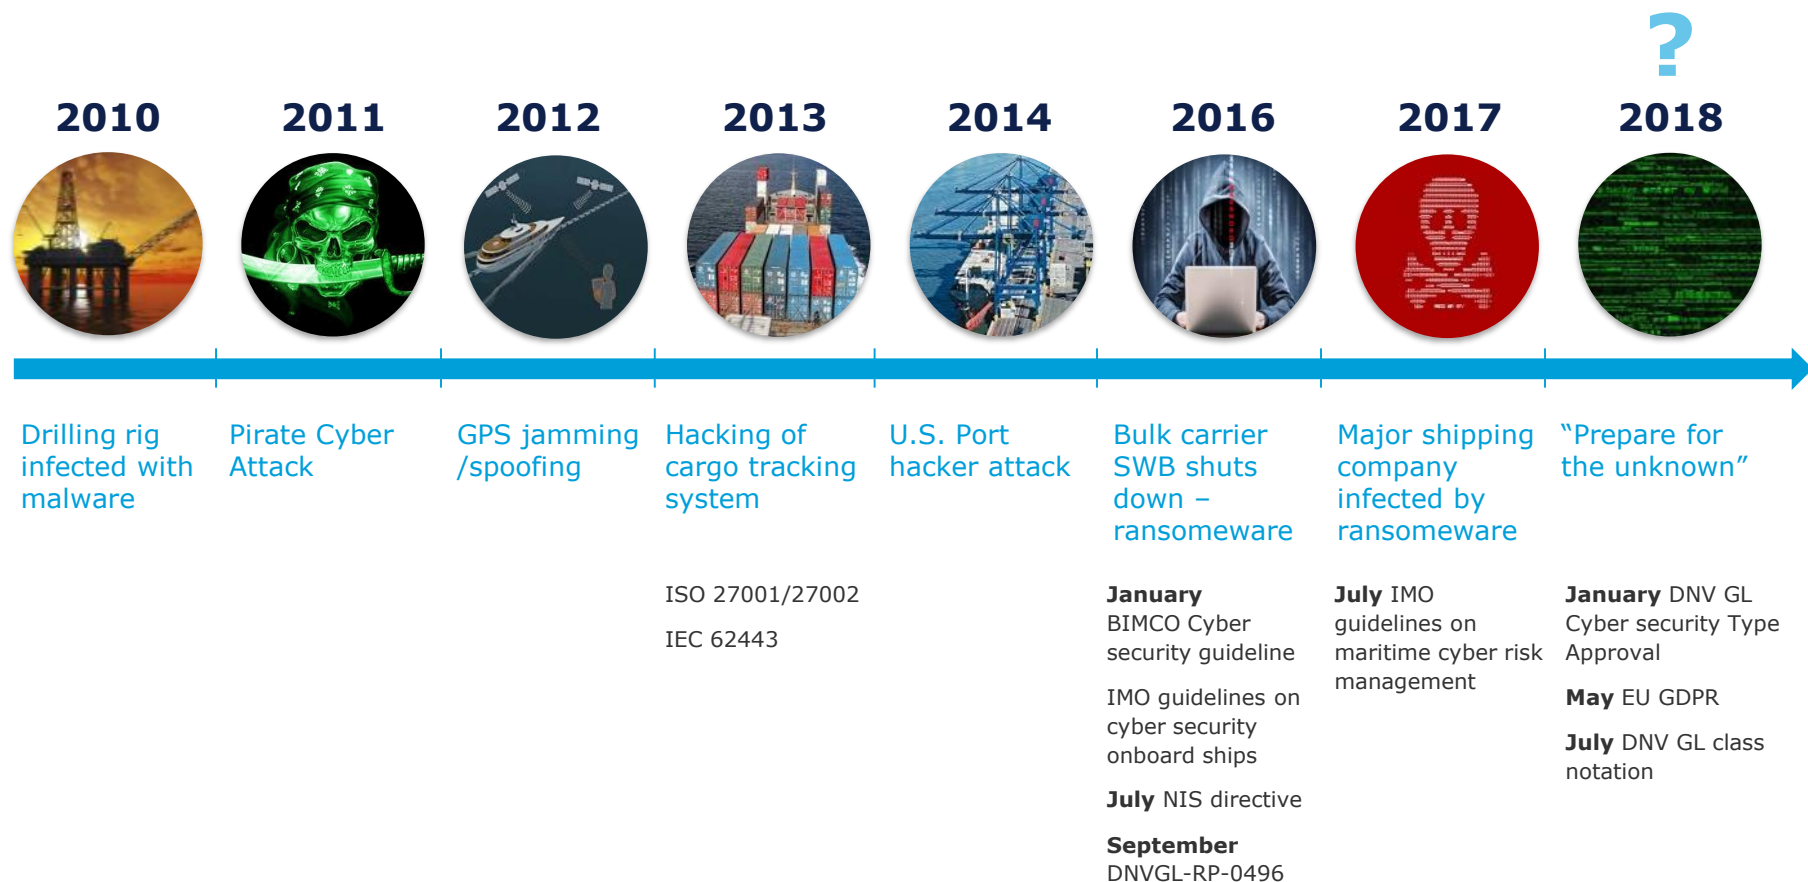 ?
2010
2011
2012
2013
2014
2016
2017
2018
Drilling rig
infected with
malware
Pirate Cyber
Attack
GPS jamming
/spoofing
Hacking of
cargo tracking
system
U.S. Port
hacker attack
Bulk carrier
SWB shuts
down –
ransomeware
Major shipping
company
infected by
ransomeware
“Prepare for
the unknown”
ISO 27001/27002
IEC 62443
January
BIMCO Cyber
security guideline
IMO guidelines on
cyber security
onboard ships
July NIS directive
September
DNVGL-RP-0496
July IMO
guidelines on
maritime cyber risk
management
January DNV GL
Cyber security Type
Approval
May EU GDPR
July DNV GL class
notation